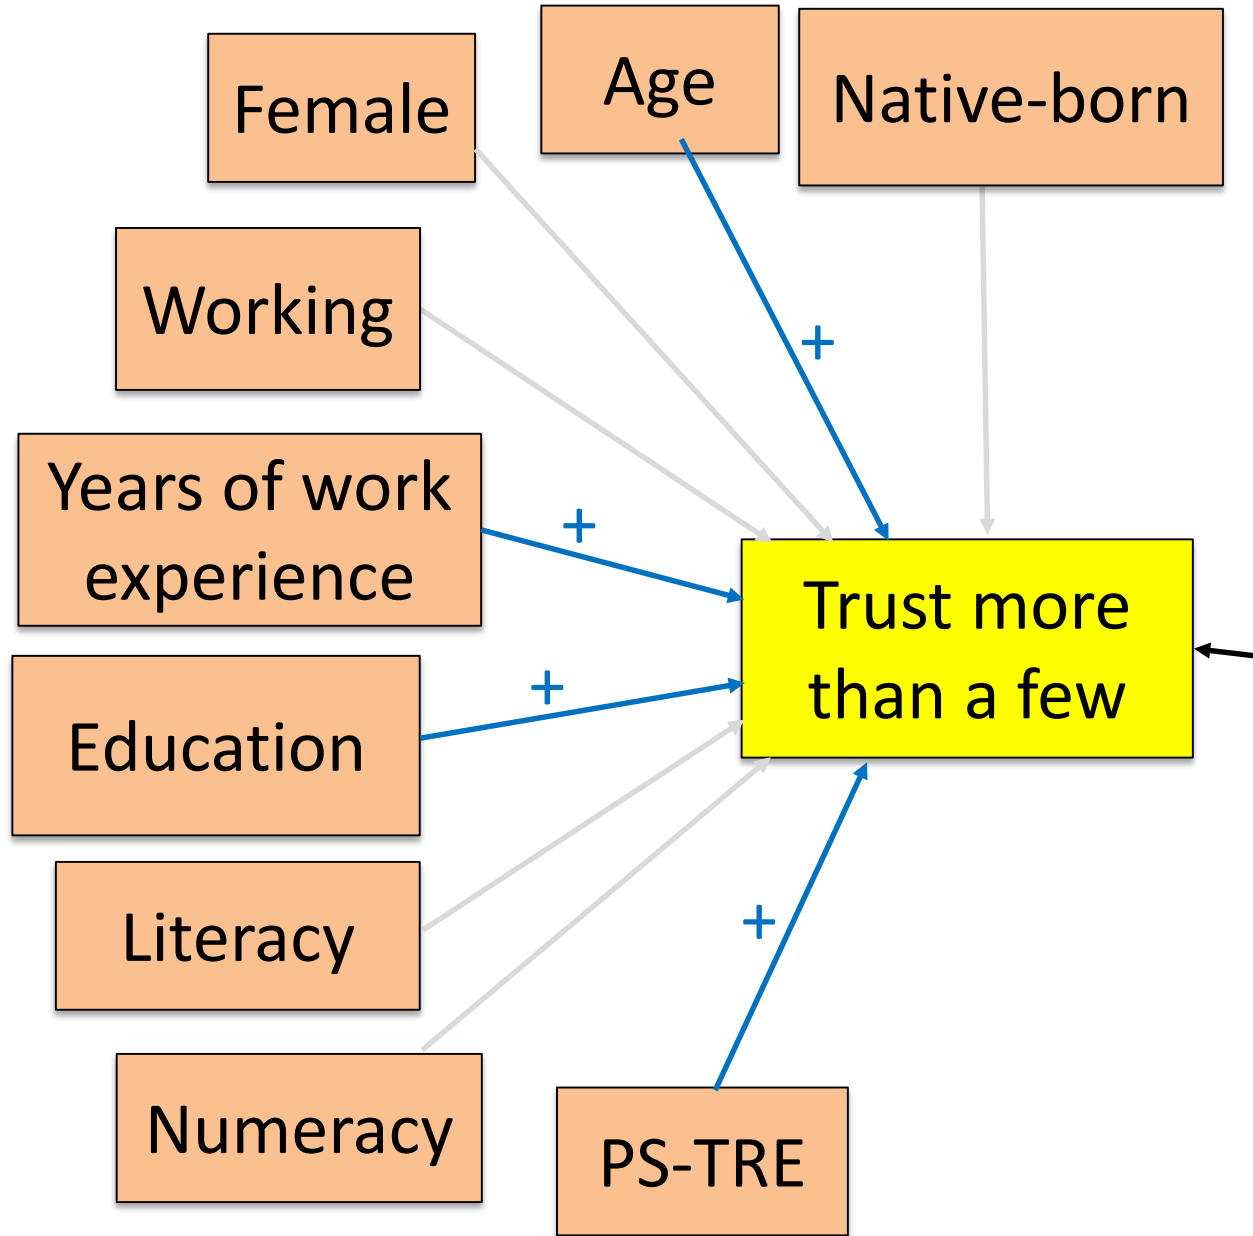 Female
Age
Native-born
Working
+
Years of work
experience
+
Trust more
than a few
Education
+
Literacy
+
Numeracy
PS-TRE